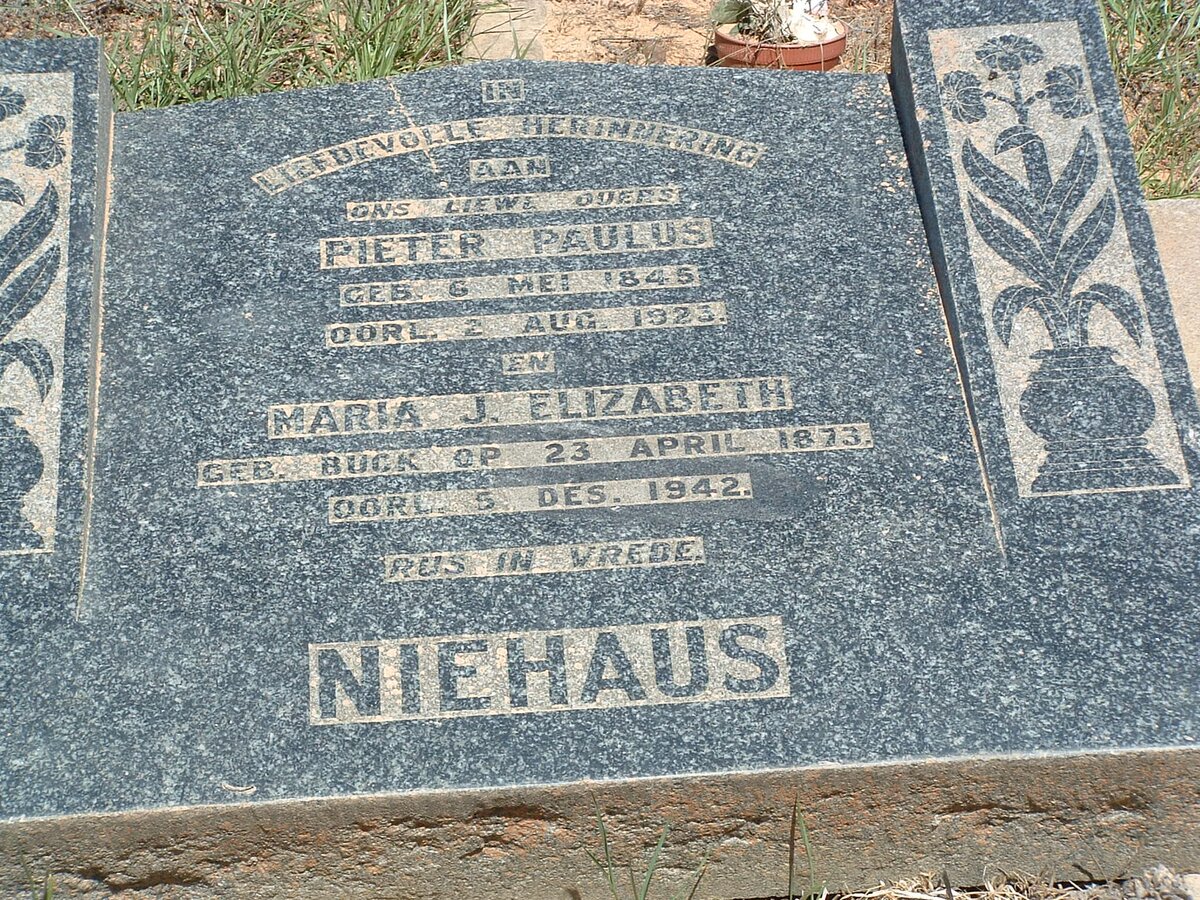 IN
LIEFDEVOLLE HERINNERING
AAN
ONS LIEWE OUERS
PIETER PAULUS
GEB. 6 MEI 1845
OORL. 2 AUG. 1923.
EN
MARIA J. ELIZABETH
GEB. BUCK OP 23 APRIL 1873.
OORL. 5. DES. 1942.
RUS IN VREDE.
NIEHAUS